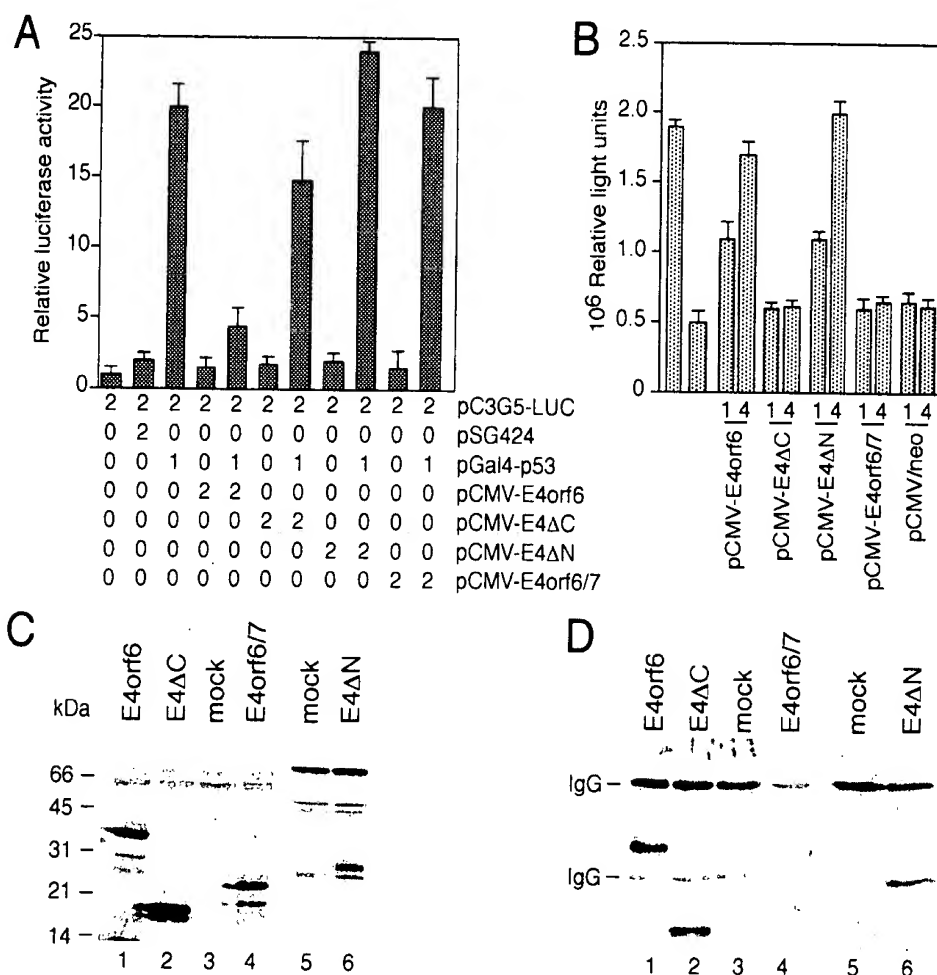 A
Relative luciferase activity
25
20
15
10
5
0
2 2 2 2 2 2 2 2 2 2 pC3G5-LUC
0 2 0 0 0 0 0 0 0 0 pSG424
0 0 1 0 1 0 1 0 1 1 pGal4-p53
0 0 0 2 2 0 0 0 0 0 pCMV-E4orf6
0 0 0 0 0 2 2 0 0 0 pCMV-E4ΔC
0 0 0 0 0 0 0 2 2 0 0 pCMV-E4ΔN
0 0 0 0 0 0 0 0 2 2 pCMV-E4orf6/7
B
10⁶ Relative light units
2.5
2.0
1.5
1.0
0.5
0
1|4| 1|4| 1|4| 1|4| 1|4|
pCMV-E4orf6
pCMV-E4ΔC
pCMV-E4ΔN
pCMV-E4orf6/7
pCMV/neo
C
kDa
E4orf6
E4ΔC
mock
E4orf6/7
mock
E4ΔN
66
45
31
21
14
1 2 3 4 5 6
D
E4orf6
E4ΔC
mock
E4orf6/7
mock
E4ΔN
IgG
IgG
1 2 3 4 5 6